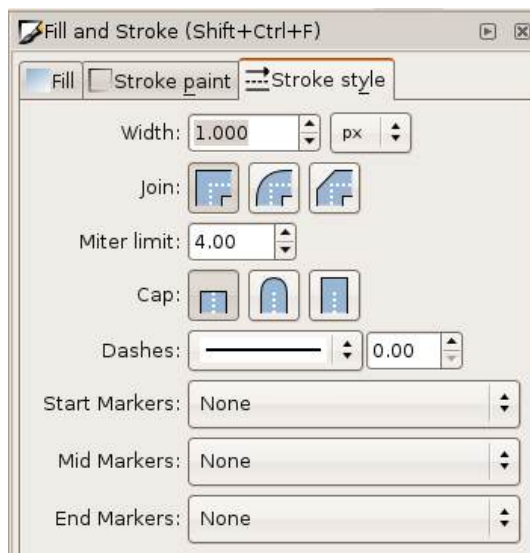 Fill and Stroke (Shift+Ctrl+F)
Fill Stroke paint Stroke style
Width: 1.000 px
Join:
Miter limit: 4.00
Cap:
Dashes: 0.00
Start Markers: None
Mid Markers: None
End Markers: None